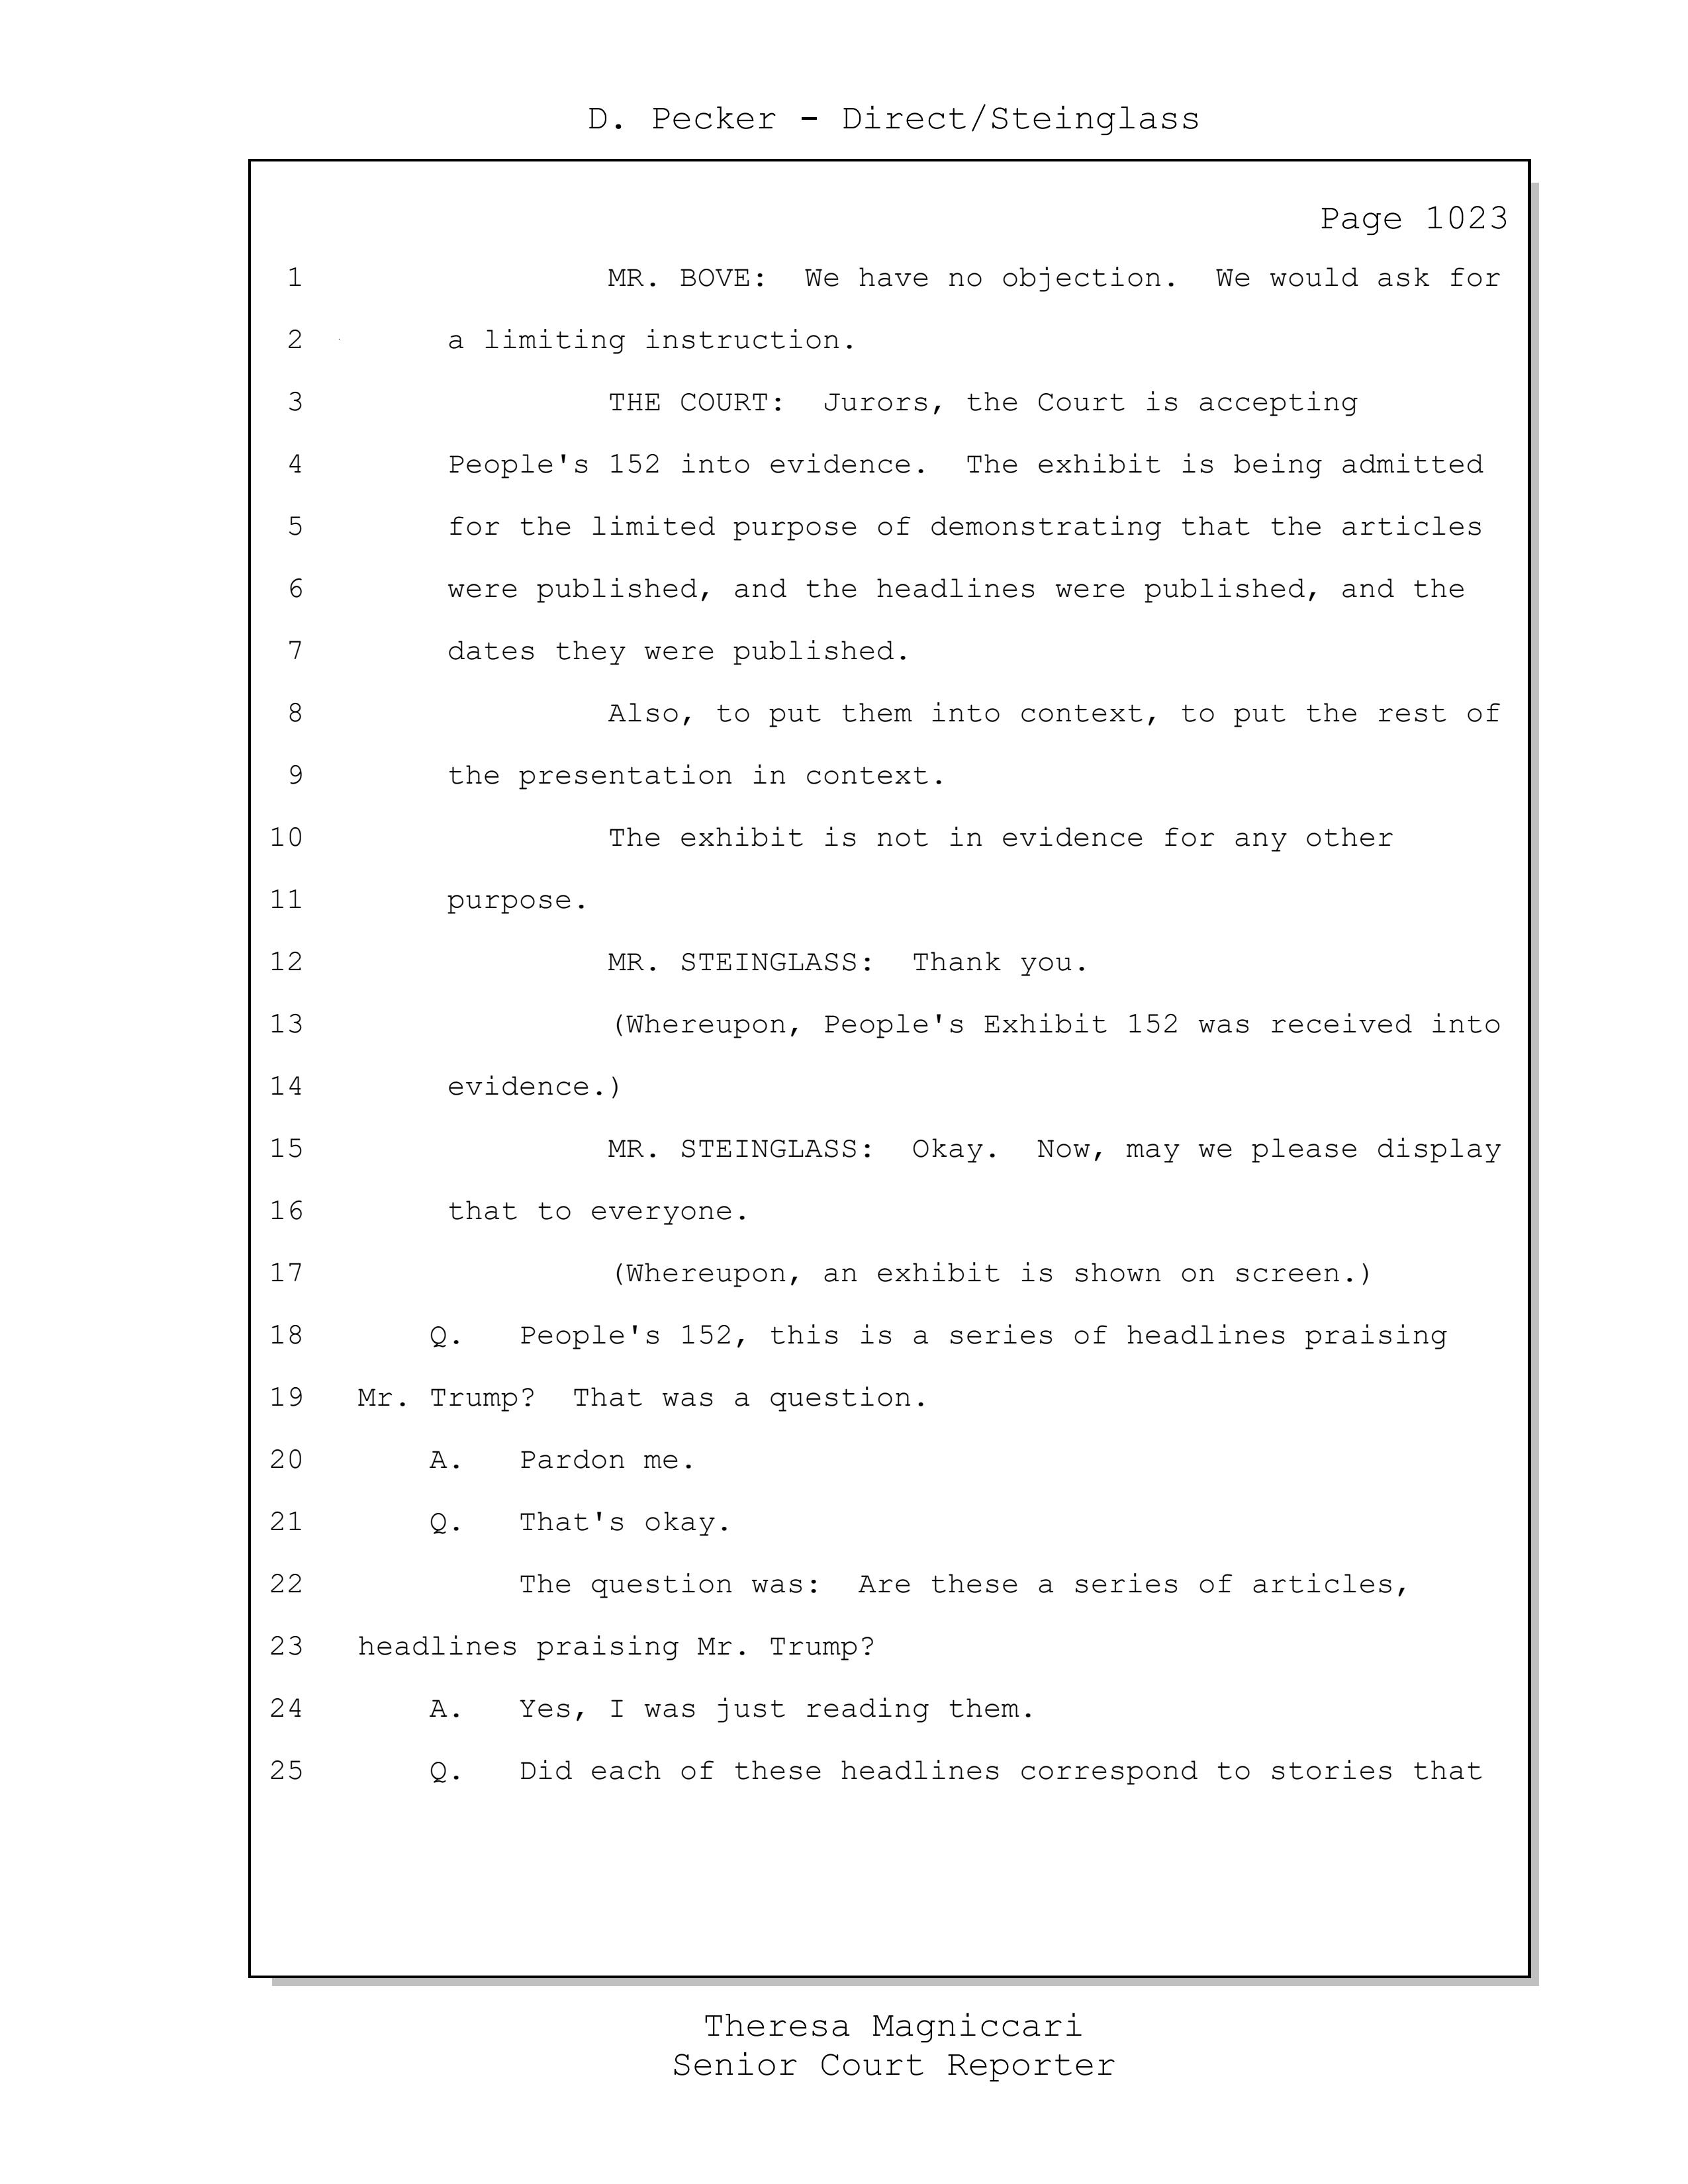 D. Pecker - Direct/Steinglass
Page 1023
1 MR. BOVE: We have no objection. We would ask for
2 a limiting instruction.
3 THE COURT: Jurors, the Court is accepting
4 People's 152 into evidence. The exhibit is being admitted
5 for the limited purpose of demonstrating that the articles
6 were published, and the headlines were published, and the
7 dates they were published.
8 Also, to put them into context, to put the rest of
9 the presentation in context.
10 The exhibit is not in evidence for any other
11 purpose.
12 MR. STEINGLASS: Thank you.
13 (Whereupon, People's Exhibit 152 was received into
14 evidence.)
15 MR. STEINGLASS: Okay. Now, may we please display
16 that to everyone.
17 (Whereupon, an exhibit is shown on screen.)
18 Q. People's 152, this is a series of headlines praising
19 Mr. Trump? That was a question.
20 A. Pardon me.
21 Q. That's okay.
22 The question was: Are these a series of articles,
23 headlines praising Mr. Trump?
24 A. Yes, I was just reading them.
25 Q. Did each of these headlines correspond to stories that
Theresa Magniccari
Senior Court Reporter